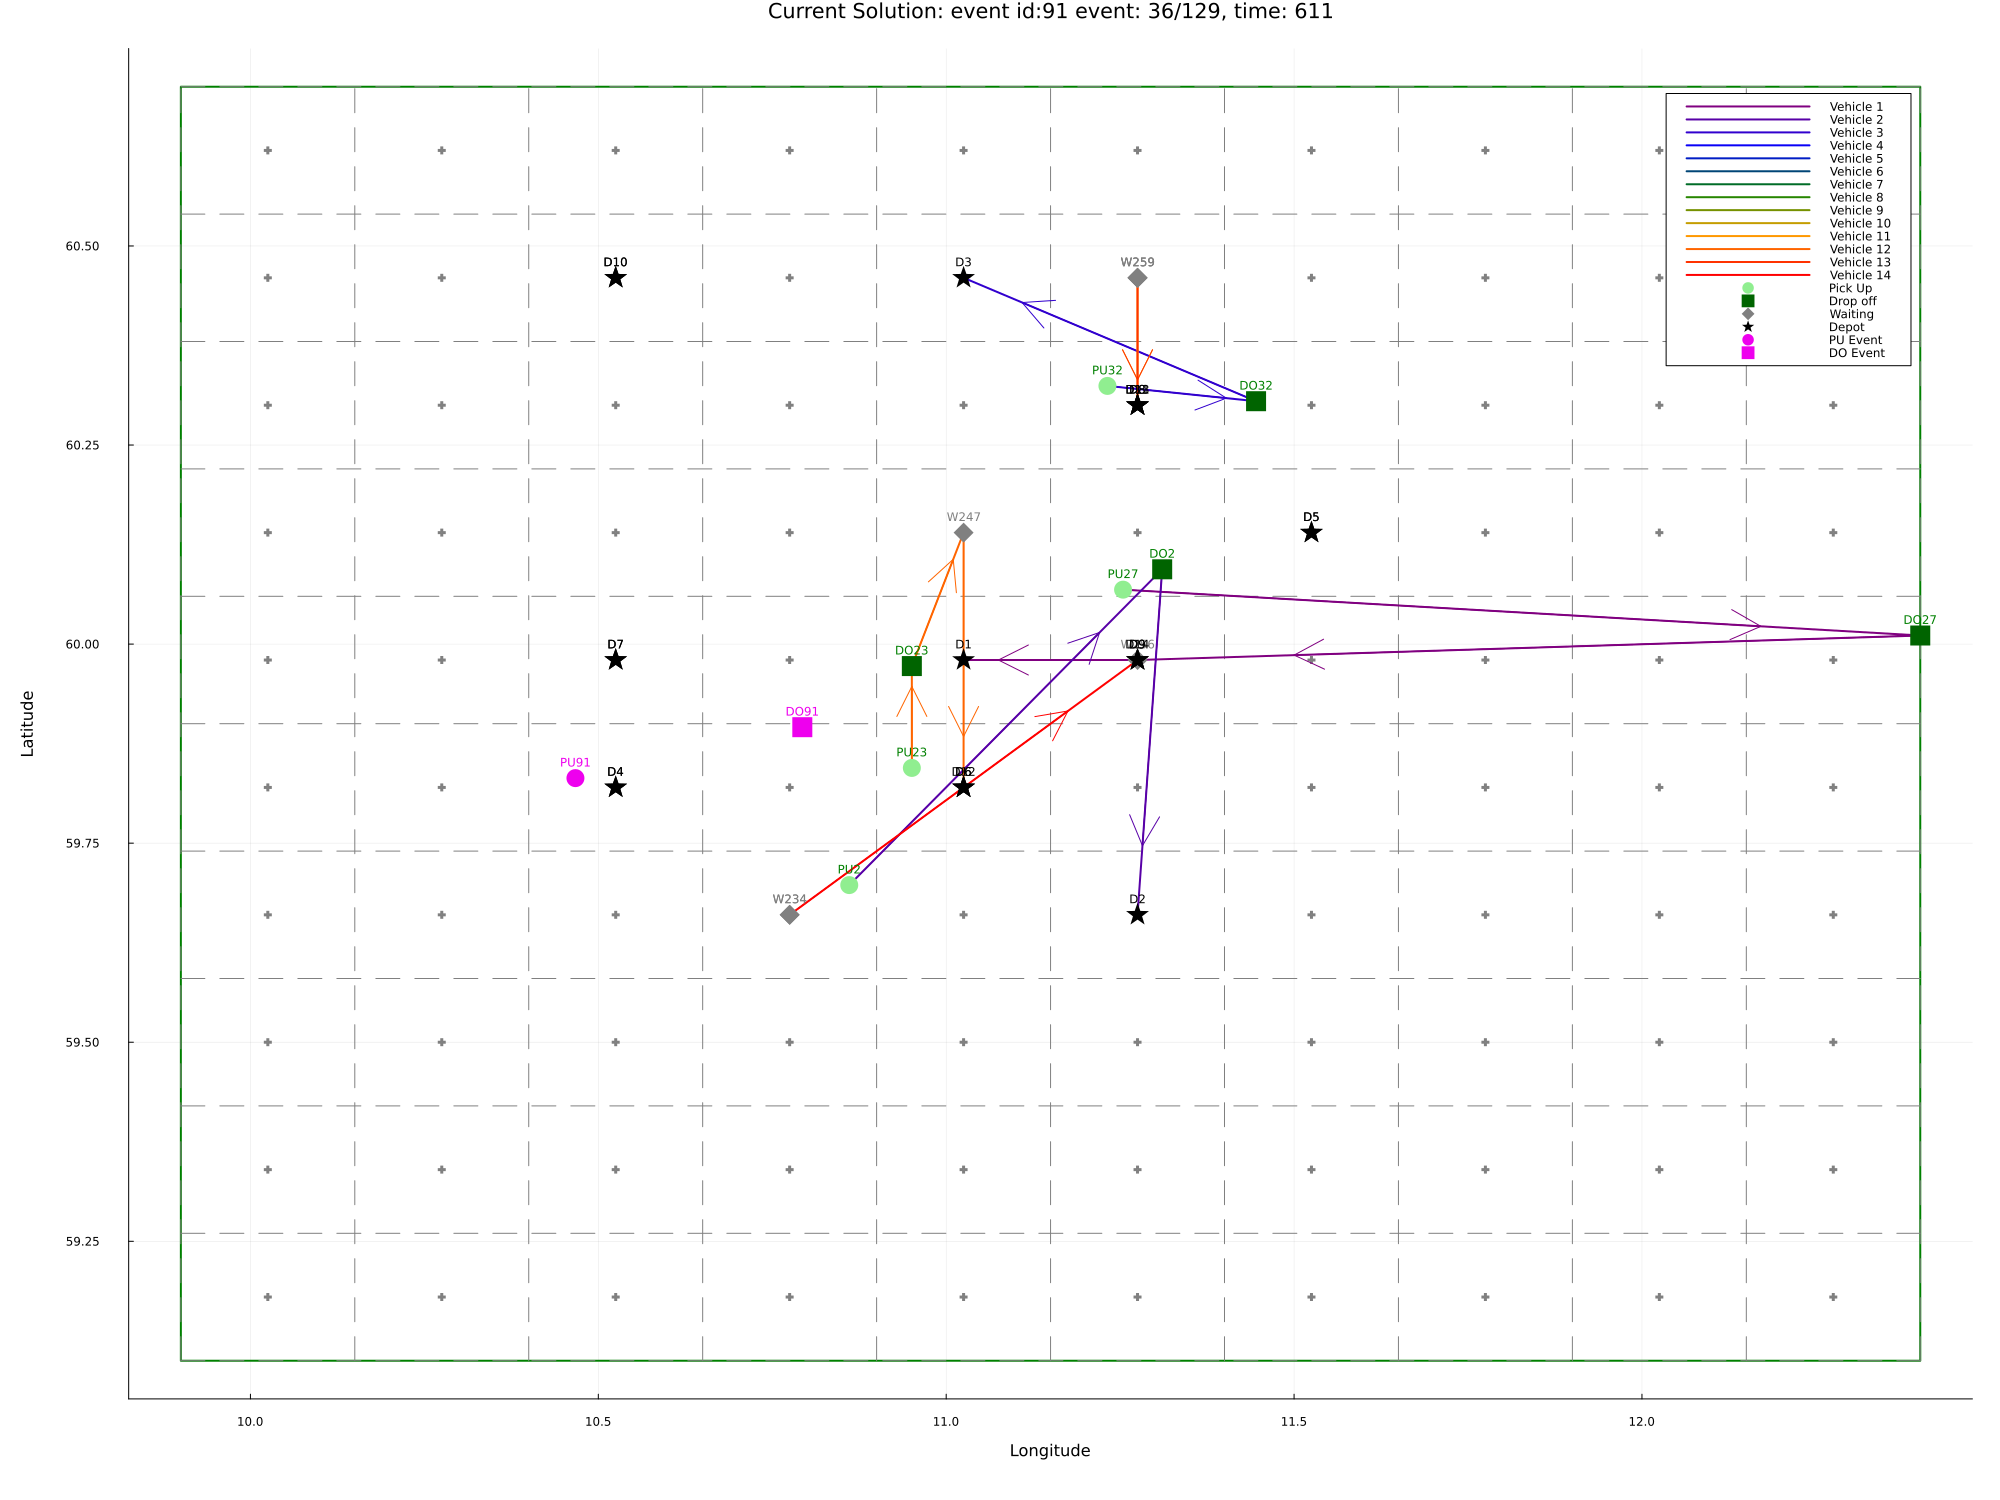 Current Solution: event id:91 event: 36/129, time: 611
Vehicle 1
Vehicle 2
Vehicle 3
Vehicle 4
Vehicle 5
Vehicle 6
Vehicle 7
Vehicle 8
Vehicle 9
Vehicle 10
Vehicle 11
Vehicle 12
Vehicle 13
Vehicle 14
Pick Up
Drop off
Waiting
Depot
PU Event
DO Event
60.50
60.25
60.00
59.75
59.50
59.25
Latitude
D10
D3
W259
PU32
DO32
W247
D5
DO2
PU27
DO27
D7
DO23
D1
DO91
PU23
PU91
D4
PU2
W234
D2
10.0
10.5
11.0
11.5
12.0
Longitude